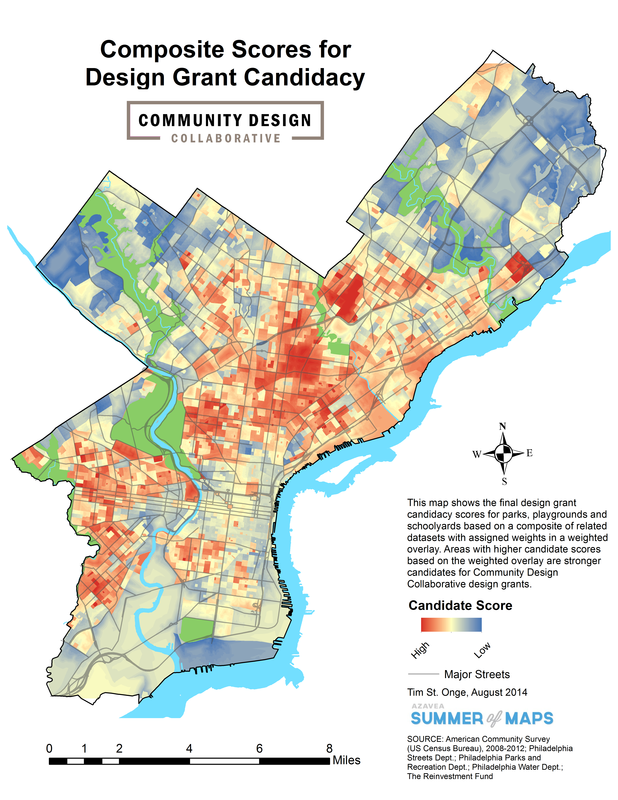 Composite Scores for
Design Grant Candidacy
COMMUNITY DESIGN
COLLABORATIVE
N
W E
S
This map shows the final design grant
candidacy scores for parks, playgrounds and
schoolyards based on a composite of related
datasets with assigned weights in a weighted
overlay. Areas with higher candidate scores
based on the weighted overlay are stronger
candidates for Community Design
Collaborative design grants.
Candidate Score
High Low
Major Streets
Tim St. Onge, August 2014
AZAVEA
SUMMER of MAPS
SOURCE: American Community Survey
(US Census Bureau), 2008-2012; Philadelphia
Streets Dept.; Philadelphia Parks and
Recreation Dept.; Philadelphia Water Dept.;
The Reinvestment Fund
0 1 2 4 6 8
Miles